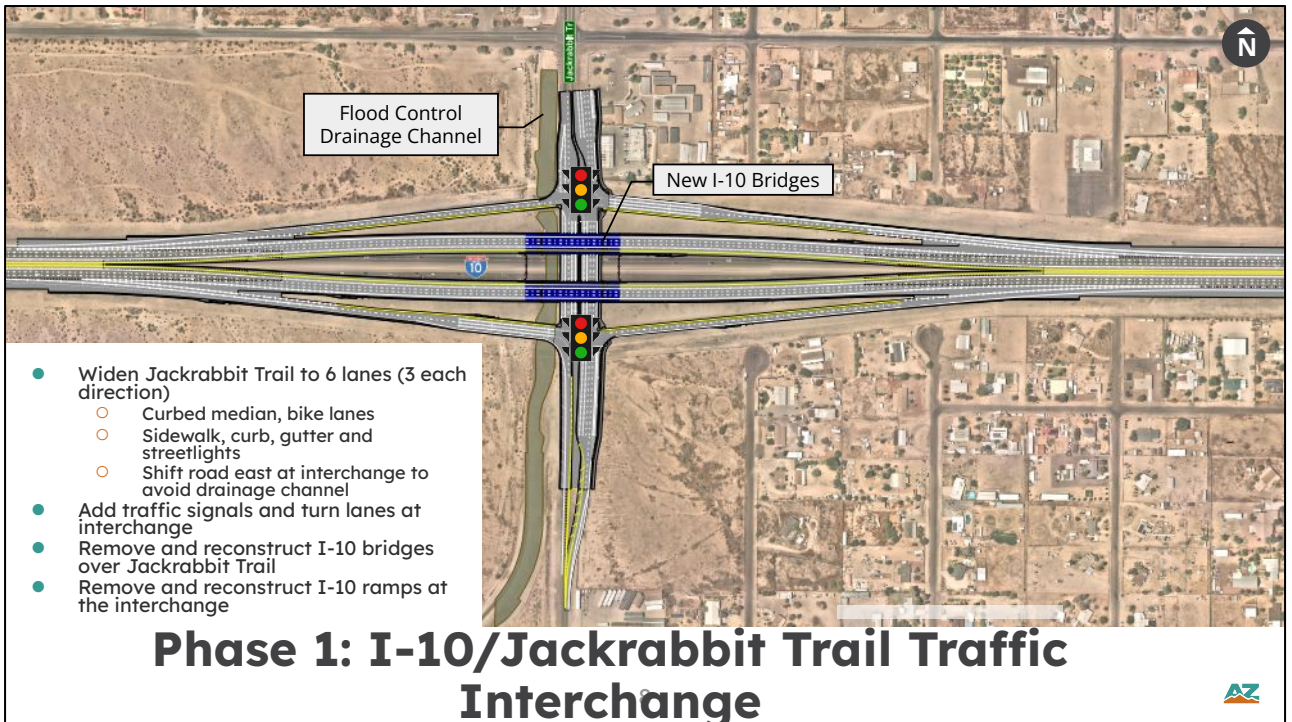 Jackrabbit Tr
N
Flood Control
Drainage Channel
New I-10 Bridges
10
● Widen Jackrabbit Trail to 6 lanes (3 each
direction)
○ Curbed median, bike lanes
○ Sidewalk, curb, gutter and
streetlights
○ Shift road east at interchange to
avoid drainage channel
● Add traffic signals and turn lanes at
interchange
● Remove and reconstruct I-10 bridges
over Jackrabbit Trail
● Remove and reconstruct I-10 ramps at
the interchange
Phase 1: I-10/Jackrabbit Trail Traffic
Interchange
AZ